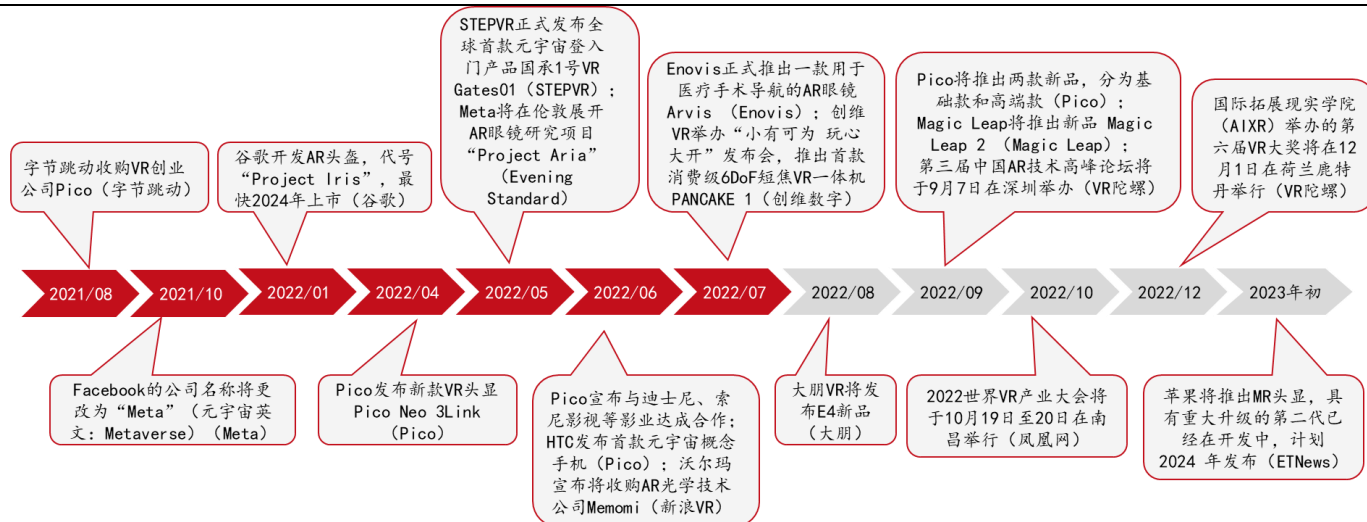 STEPVR正式发布全
球首款元宇宙登入
门产品国承1号VR
Gates01（STEPVR）；
Meta将在伦敦展开
AR眼镜研究项目
“Project Aria”
（Evening
Standard）
Enovis正式推出一款用于
医疗手术导航的AR眼镜
Arvis （Enovis）；创维
VR举办“小有可为 玩心
大开”发布会，推出首款
消费级6DoF短焦VR一体机
PANCAKE 1（创维数字）
Pico将推出两款新品，分为基
础款和高端款（Pico）；
Magic Leap将推出新品 Magic
Leap 2 （Magic Leap）；
第三届中国AR技术高峰论坛将
于9月7日在深圳举办（VR陀螺）
国际拓展现实学院
（AIXR）举办的第
六届VR大奖将在12
月1日在荷兰鹿特
丹举行（VR陀螺）
字节跳动收购VR创业
公司Pico（字节跳动）
谷歌开发AR头盔，代号
“Project Iris”，最
快2024年上市（谷歌）
2021/08
2021/10
2022/01
2022/04
2022/05
2022/06
2022/07
2022/08
2022/09
2022/10
2022/12
2023年初
Facebook的公司名称将更
改为“Meta”（元宇宙英
文：Metaverse）（Meta）
Pico发布新款VR头显
Pico Neo 3Link
（Pico）
Pico宣布与迪士尼、索
尼影视等影业达成合作；
HTC发布首款元宇宙概念
手机（Pico）；沃尔玛
宣布将收购AR光学技术
公司Memomi（新浪VR）
大朋VR将发
布E4新品
（大朋）
2022世界VR产业大会将
于10月19日至20日在南
昌举行（凤凰网）
苹果将推出MR头显，具
有重大升级的第二代已
经在开发中，计划
2024 年发布（ETNews）